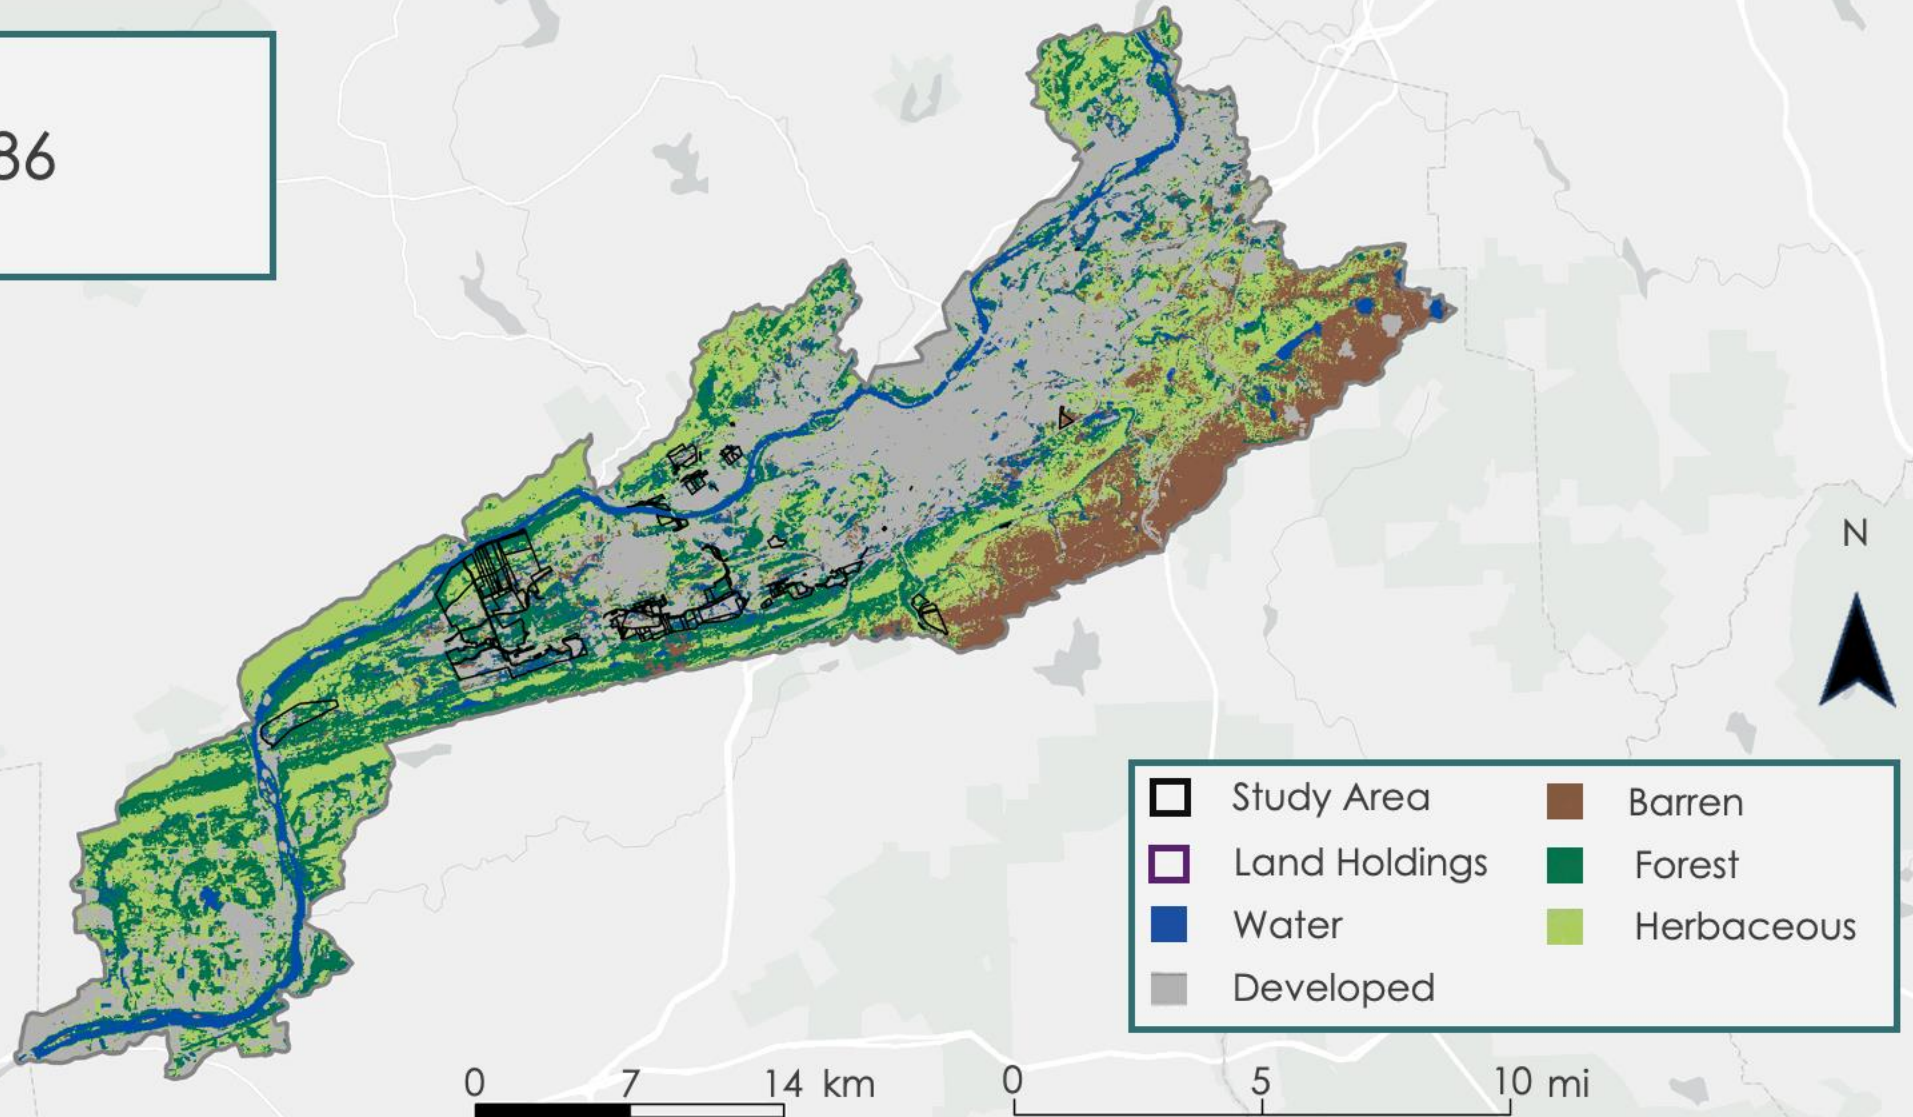 86
N
Study Area
Barren
Land Holdings
Forest
Water
Herbaceous
Developed
0 7 14 km
0 5 10 mi